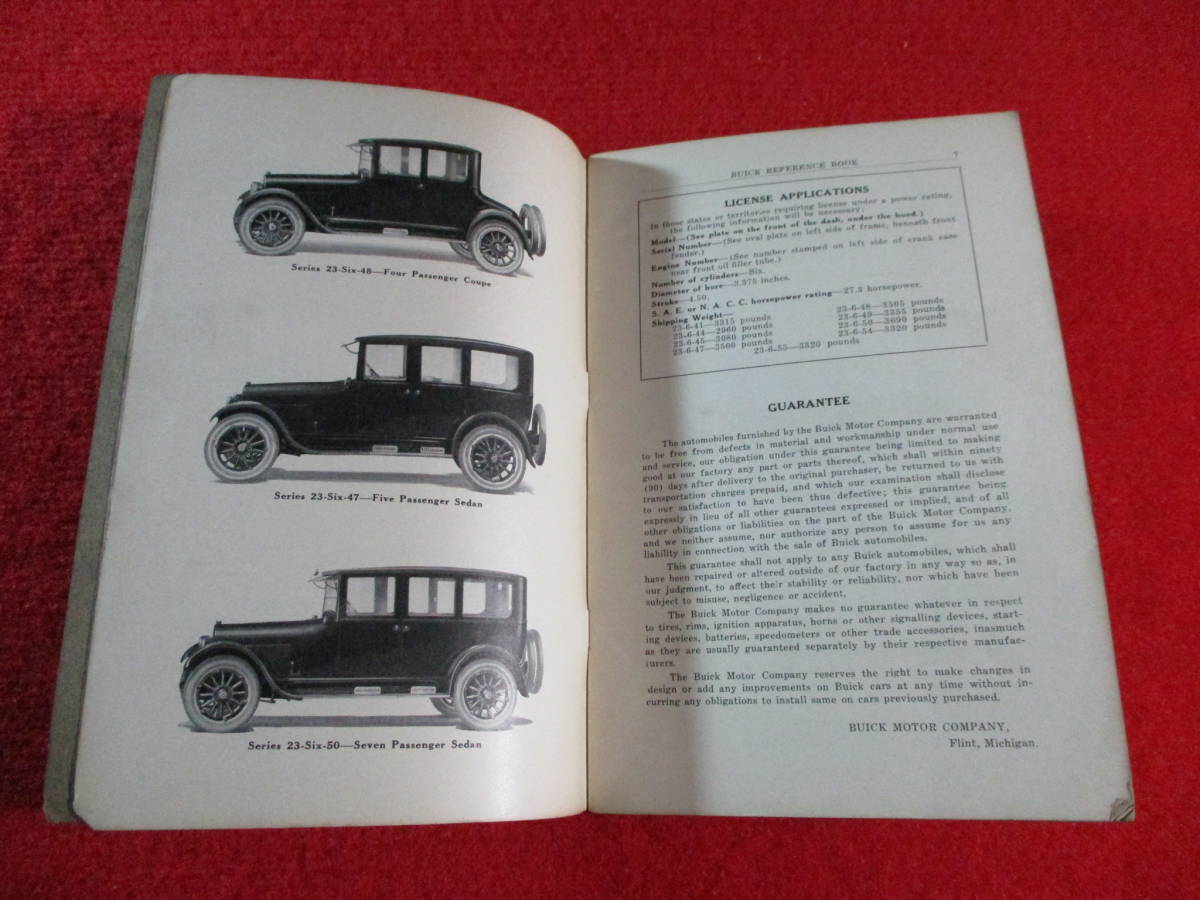 Series 23-Six-48—Four Passenger Coupe
Series 23-Six-47—Five Passenger Sedan
Series 23-Six-50—Seven Passenger Sedan
BUICK REFERENCE BOOK 7
LICENSE APPLICATIONS
In those states or territories requiring license under a power rating,
the following information will be necessary:
Model—(See plate on the front of the dash, under the hood.)
Serial Number—(See oval plate on left side of frame, beneath front
fender.)
Engine Number—(See number stamped on left side of crank case
near front oil filler tube.)
Number of cylinders—Six.
Diameter of bore—3.375 inches.
Stroke—4.50.
S. A. E. or N. A. C. C. horsepower rating—27.3 horsepower.
Shipping Weight—
23-6-41—3315 pounds 23-6-48—3505 pounds
23-6-44—2960 pounds 23-6-49—3355 pounds
23-6-45—3080 pounds 23-6-50—3690 pounds
23-6-47—3500 pounds 23-6-54—3320 pounds
23-6-55—3320 pounds
GUARANTEE
The automobiles furnished by the Buick Motor Company are warranted
to be free from defects in material and workmanship under normal use
and service, our obligation under this guarantee being limited to making
good at our factory any part or parts thereof, which shall within ninety
(90) days after delivery to the original purchaser, be returned to us with
transportation charges prepaid, and which our examination shall disclose
to our satisfaction to have been thus defective; this guarantee being
expressly in lieu of all other guarantees expressed or implied, and of all
other obligations or liabilities on the part of the Buick Motor Company,
and we neither assume, nor authorize any person to assume for us any
liability in connection with the sale of Buick automobiles.
This guarantee shall not apply to any Buick automobiles, which shall
have been repaired or altered outside of our factory in any way so as, in
our judgment, to affect their stability or reliability, nor which have been
subject to misuse, negligence or accident.
The Buick Motor Company makes no guarantee whatever in respect
to tires, rims, ignition apparatus, horns or other signalling devices, start-
ing devices, batteries, speedometers or other trade accessories, inasmuch
as they are usually guaranteed separately by their respective manufac-
iurers.
The Buick Motor Company reserves the right to make changes in
design or add any improvements on Buick cars at any time without in-
curring any obligations to install same on cars previously purchased.
BUICK MOTOR COMPANY,
Flint, Michigan.